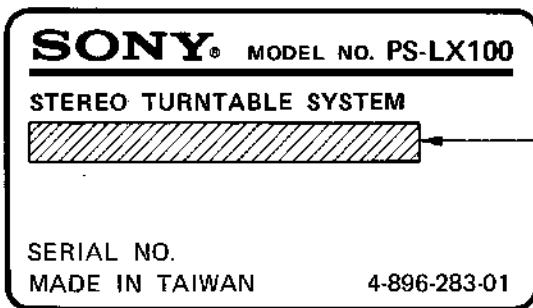 SONY® MODEL NO. PS-LX100
STEREO TURNTABLE SYSTEM
SERIAL NO.
MADE IN TAIWAN 4-896-283-01